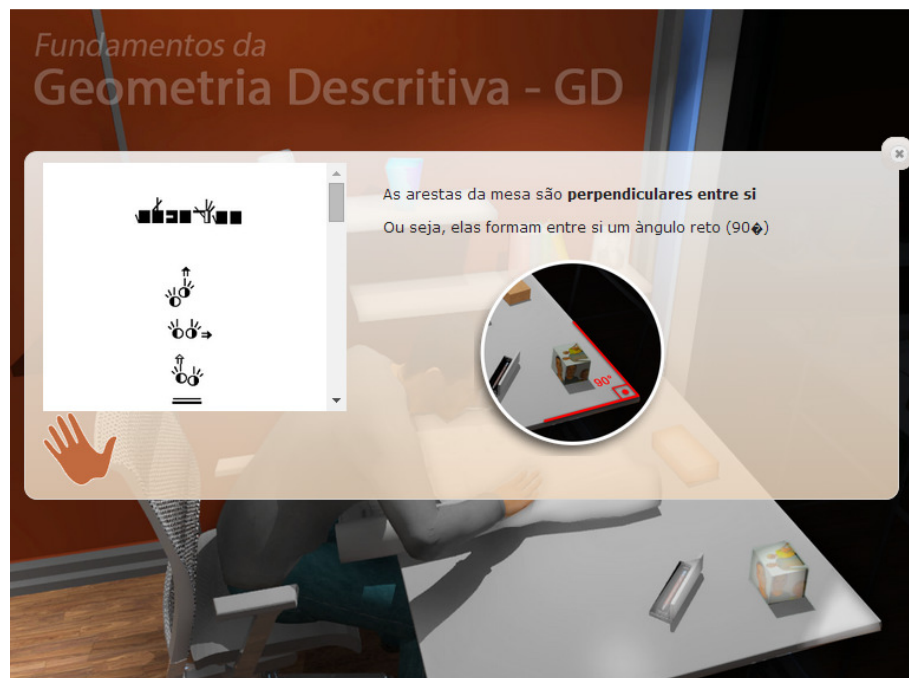 Fundamentos da
Geometria Descritiva - GD
As arestas da mesa são perpendiculares entre si
Ou seja, elas formam entre si um àngulo reto (90�)
90°